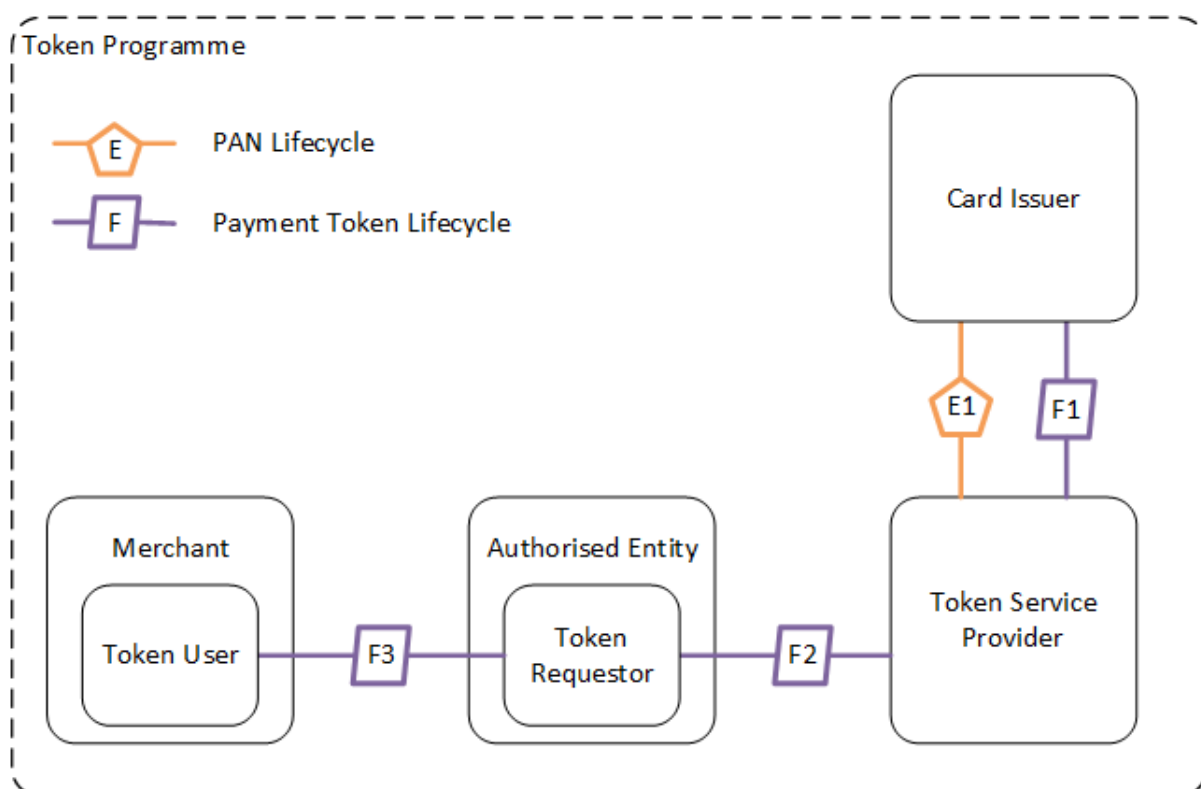 Token Programme
E
PAN Lifecycle
F
Payment Token Lifecycle
Card Issuer
E1
F1
Merchant
Token User
F3
Authorised Entity
Token
Requestor
F2
Token Service
Provider